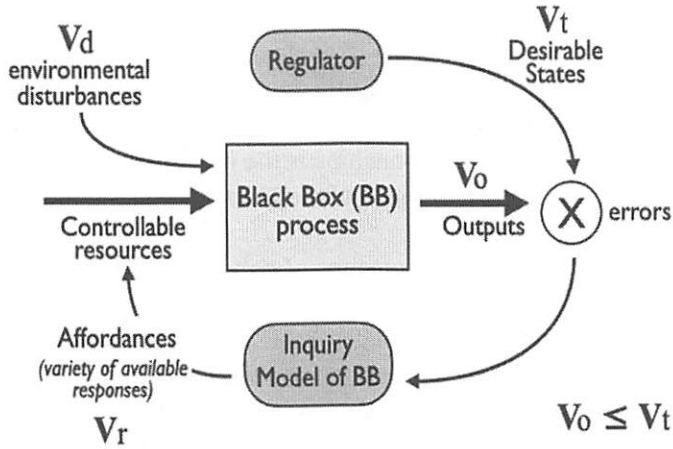 Vd
environmental
disturbances
Regulator
Vt
Desirable
States
Controllable
resources
Black Box (BB)
process
Vo
Outputs
X
errors
Affordances
(variety of available
responses)
Vr
Inquiry
Model of BB
Vo ≤ Vt